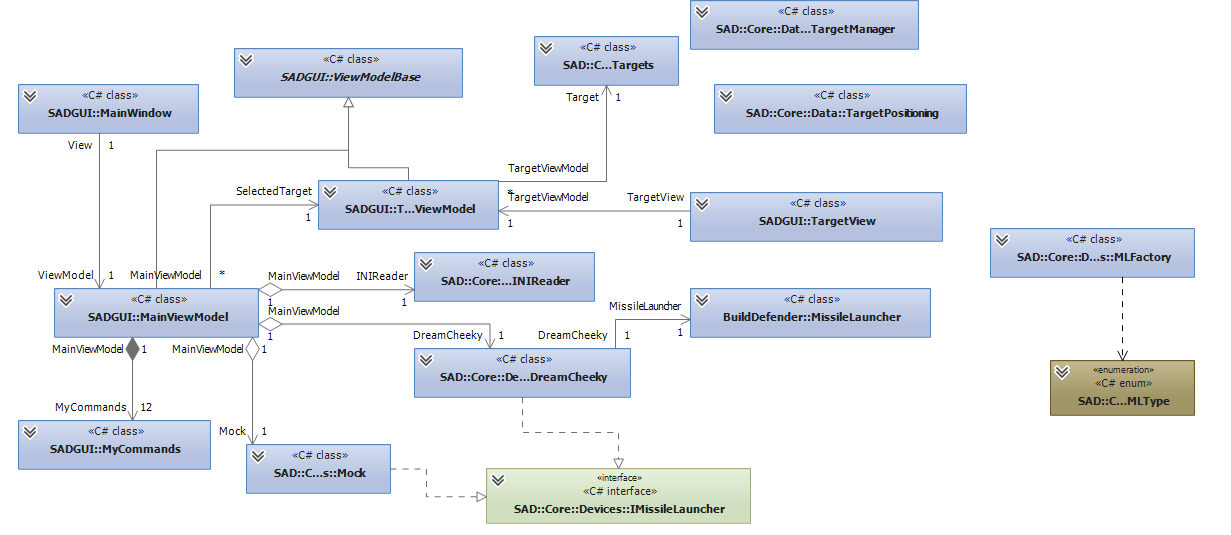 «C# class»
SAD::Core::Dat...TargetManager
«C# class»
SAD::C...Targets
«C# class»
SADGUI::ViewModelBase
«C# class»
SADGUI::MainWindow
«C# class»
SAD::Core::Data::TargetPositioning
Target 1
View 1
TargetViewModel
*
«C# class»
SADGUI::T...ViewModel
SelectedTarget
1
TargetViewModel
1
TargetView
1
«C# class»
SADGUI::TargetView
«C# class»
SAD::Core::D...s::MLFactory
ViewModel 1
MainViewModel *
MainViewModel
1
INIReader
1
«C# class»
SAD::Core:...INIReader
«C# class»
SADGUI::MainViewModel
MainViewModel
1
DreamCheeky 1
DreamCheeky 1
MissileLauncher
1
«C# class»
BuildDefender::MissileLauncher
MainViewModel 1
MainViewModel 1
«C# class»
SAD::Core::De...DreamCheeky
«enumeration»
«C# enum»
SAD::C...MLType
MyCommands 12
«C# class»
SADGUI::MyCommands
Mock 1
«C# class»
SAD::C...s::Mock
«interface»
«C# interface»
SAD::Core::Devices::IMissileLauncher